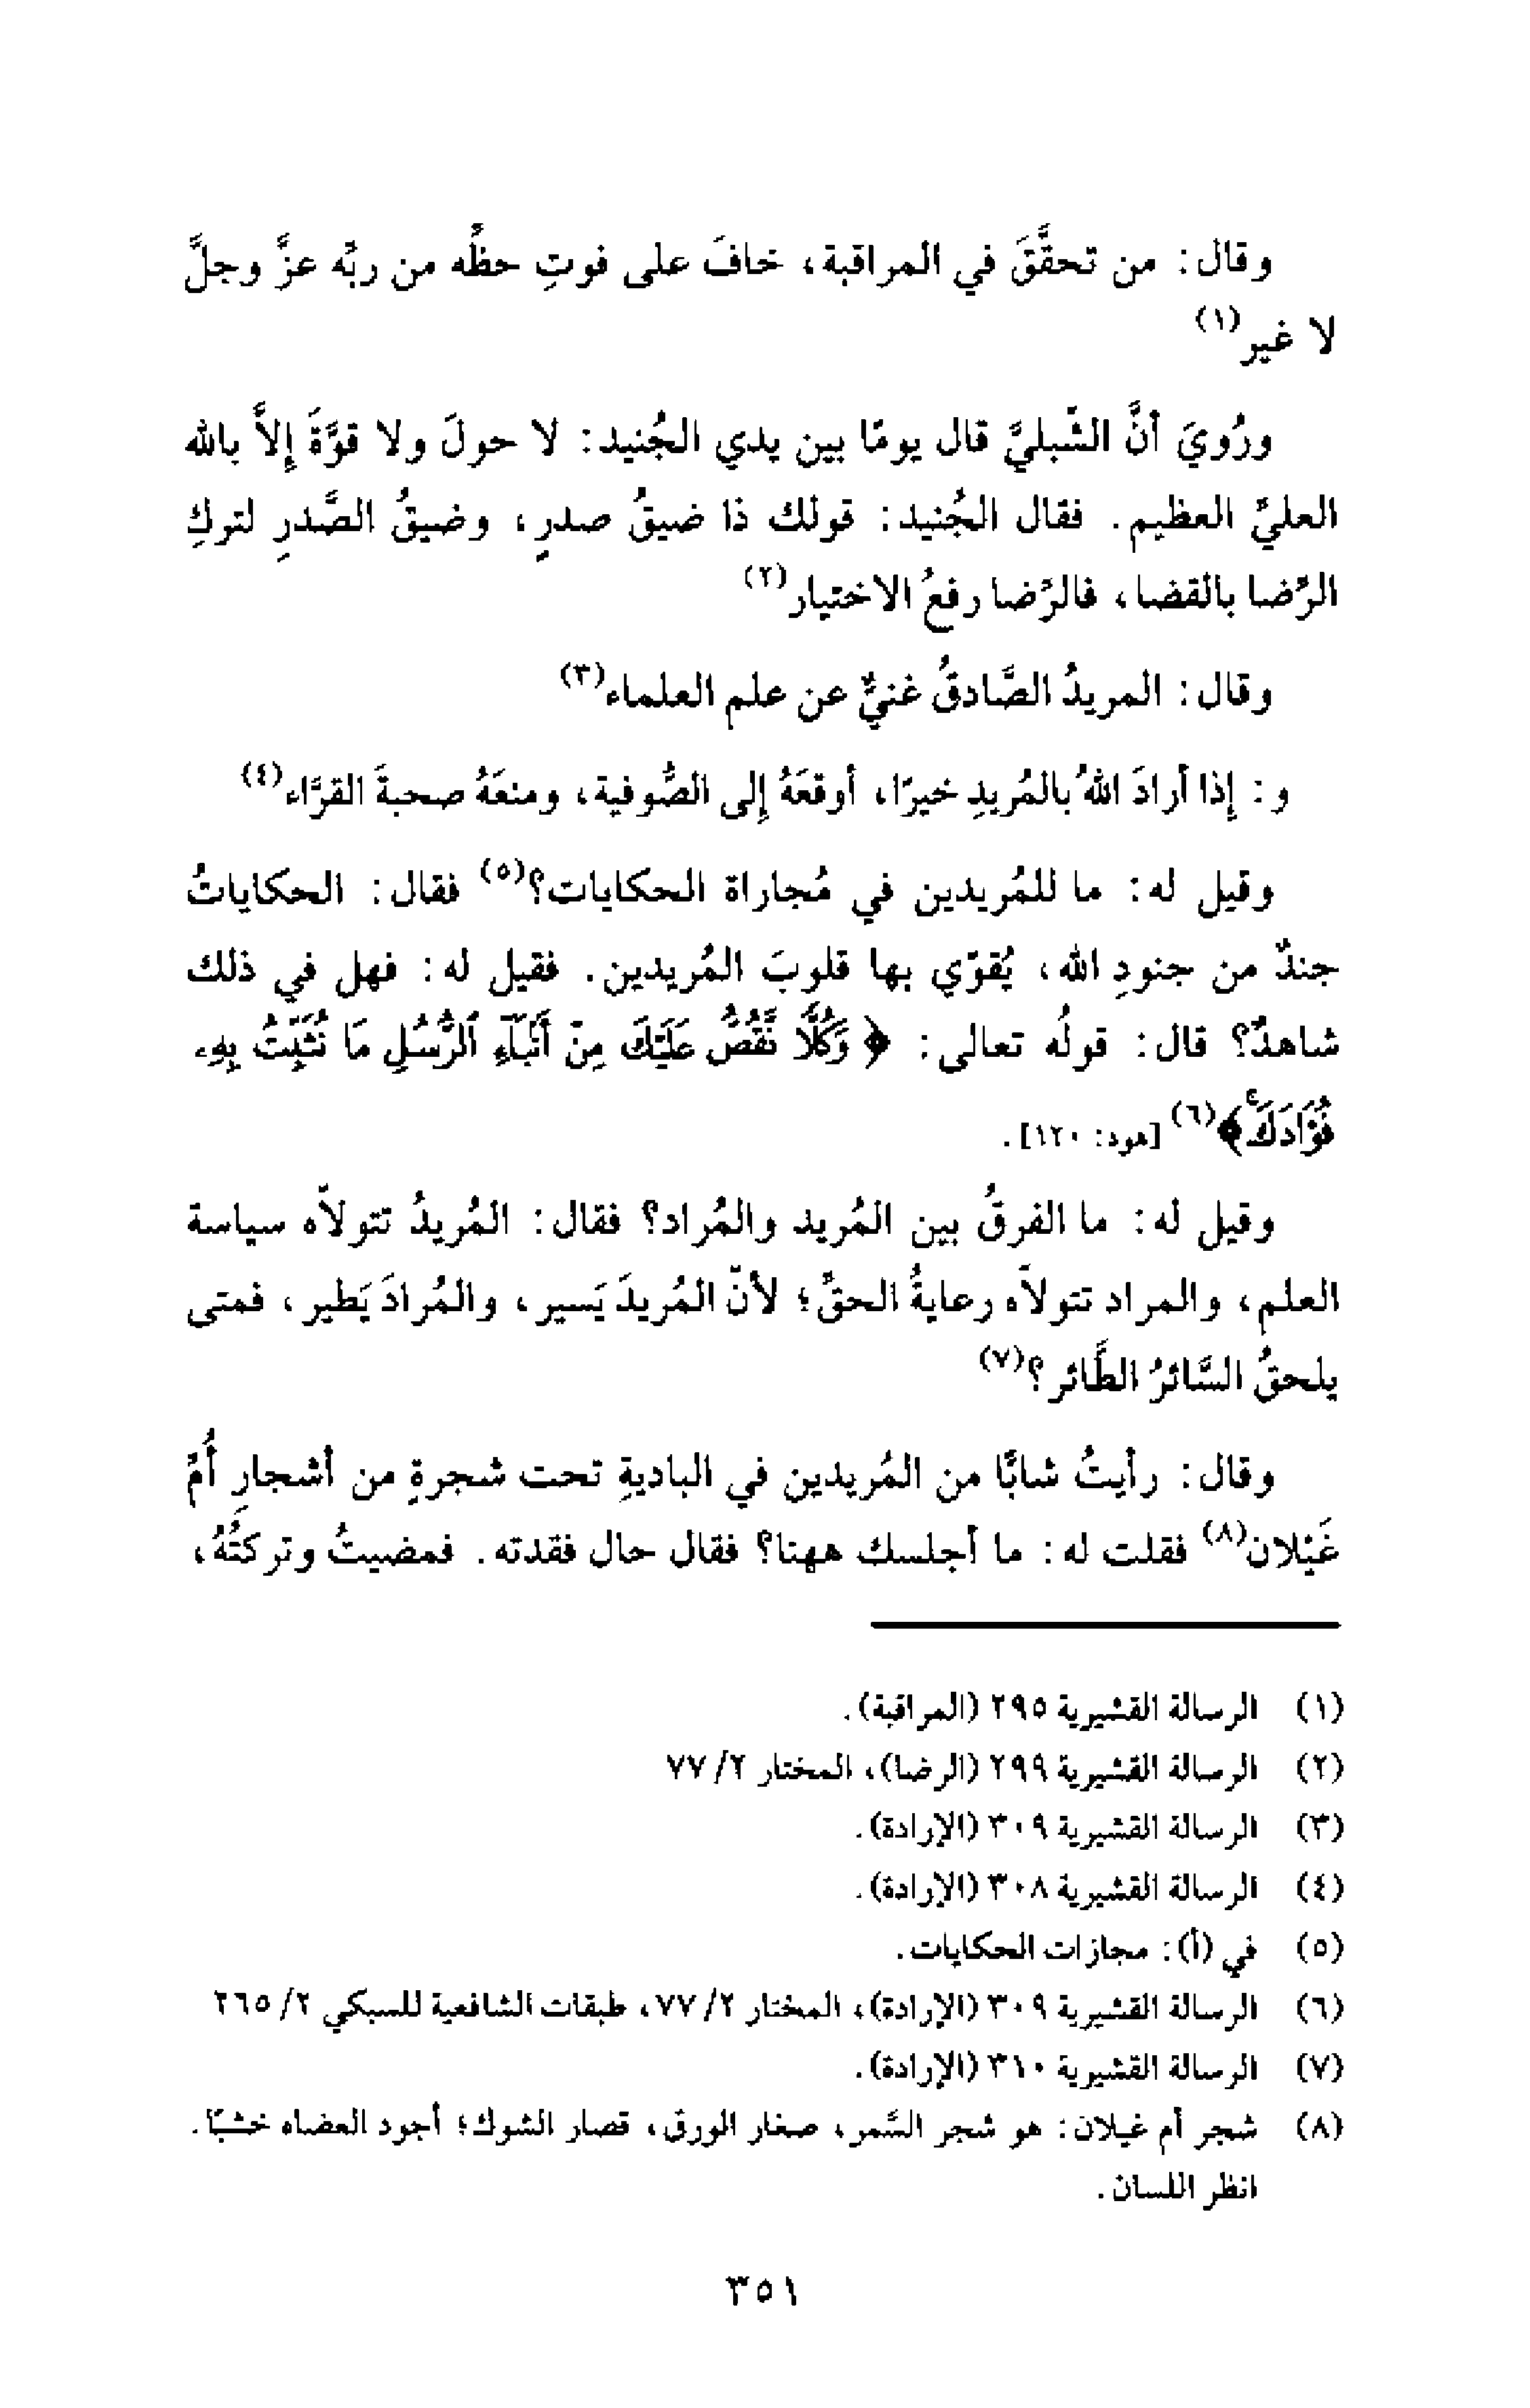 وقال: من تحقَّقَ في المراقبة، خافَ على فوتِ حظِّه من ربِّه عزَّ وجلَّ
لا غير(١)
ورُويَ أنَّ الشّبليَّ قال يومًا بين يدي الجُنيد: لا حولَ ولا قوَّةَ إلاَّ بالله
العليِّ العظيم. فقال الجُنيد: قولك ذا ضيقُ صدرٍ، وضيقُ الصَّدرِ لتركِ
الرِّضا بالقضا، فالرِّضا رفعُ الاختيار(٢)
وقال: المريدُ الصَّادقُ غنيٌّ عن علم العلماء(٣)
و: إذا أرادَ اللهُ بالمُريدِ خيرًا، أوقعَهُ إلى الصُّوفية، ومنعَهُ صحبةَ القرَّاء(٤)
وقيل له: ما للمُريدين في مُجاراة الحكايات؟(٥) فقال: الحكاياتُ
جندٌ من جنودِ الله، يُقوّي بها قلوبَ المُريدين. فقيل له: فهل في ذلك
شاهدٌ؟ قال: قولُه تعالى: ﴿ وَكُلًّا نَّقُصُّ عَلَيْكَ مِنْ أَنۢبَآءِ ٱلرُّسُلِ مَا نُثَبِّتُ بِهِۦ
فُؤَادَكَۚ﴾(٦) [هود: ١٢٠].
وقيل له: ما الفرقُ بين المُريد والمُراد؟ فقال: المُريدُ تتولاّه سياسة
العلم، والمراد تتولاّه رعايةُ الحقِّ؛ لأنّ المُريدَ يَسير، والمُرادَ يَطير، فمتى
يلحقُ السَّائرُ الطَّائر؟(٧)
وقال: رأيتُ شابًّا من المُريدين في الباديةِ تحت شجرةٍ من أشجارِ أُمِّ
غَيْلان(٨) فقلت له: ما أجلسك ههنا؟ فقال حال فقدته. فمضيتُ وتركتُهُ،
(١) الرسالة القشيرية ٢٩٥ (المراقبة).
(٢) الرسالة القشيرية ٢٩٩ (الرضا)، المختار ٢/ ٧٧
(٣) الرسالة القشيرية ٣٠٩ (الإرادة).
(٤) الرسالة القشيرية ٣٠٨ (الإرادة).
(٥) في (أ): مجازات الحكايات.
(٦) الرسالة القشيرية ٣٠٩ (الإرادة)، المختار ٢/ ٧٧، طبقات الشافعية للسبكي ٢/ ٢٦٥
(٧) الرسالة القشيرية ٣١٠ (الإرادة).
(٨) شجر أم غيلان: هو شجر السَّمر، صغار الورق، قصار الشوك؛ أجود العضاه خشبًا.
انظر اللسان.
٣٥١